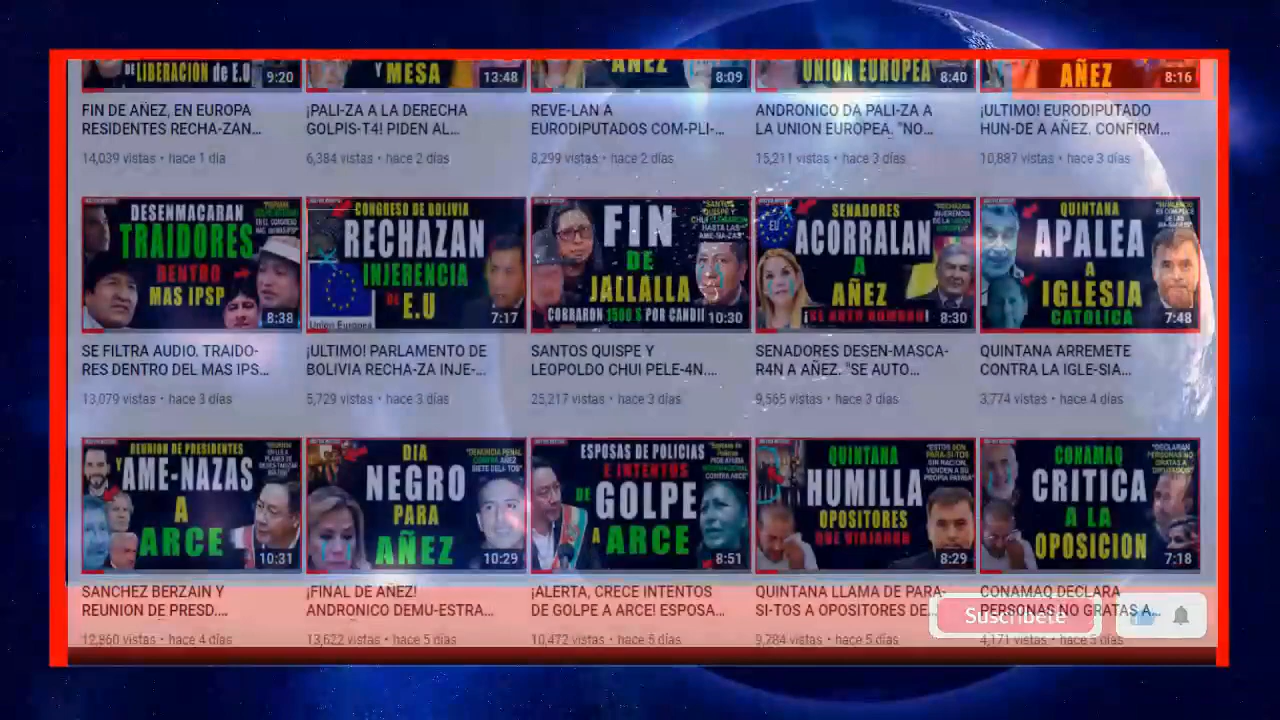 DE LIBERACION de E.O
9:20
Y MESA
13:48
AÑEZ
8:09
UNION EUROPEA
8:40
AÑEZ
8:16
FIN DE AÑEZ, EN EUROPA
RESIDENTES RECHA-ZAN...
14,039 vistas • hace 1 día
¡PALI-ZA A LA DERECHA
GOLPIS-T4! PIDEN AL...
6,384 vistas • hace 2 días
REVE-LAN A
EURODIPUTADOS COM-PLI-...
8,299 vistas • hace 2 días
ANDRONICO DA PALI-ZA A
LA UNION EUROPEA. "NO...
15,211 vistas • hace 3 días
¡ULTIMO! EURODIPUTADO
HUN-DE A AÑEZ. CONFIRM...
10,887 vistas • hace 3 días
DESENMACARAN
TRAIDORES
DENTRO
MAS IPSP
8:38
CONGRESO DE BOLIVIA
RECHAZAN
INJERENCIA
DE
E.U
Union Europea
7:17
FIN
DE
JALLALLA
COBRARON 1500 $ POR CANDI
10:30
SENADORES
ACORRALAN
A
AÑEZ
¡SE AUTO NOMBRO!
8:30
QUINTANA
APALEA
A
IGLESIA
CATOLICA
7:48
SE FILTRA AUDIO. TRAIDO-
RES DENTRO DEL MAS IPS...
13,079 vistas • hace 3 días
¡ULTIMO! PARLAMENTO DE
BOLIVIA RECHA-ZA INJE-...
5,729 vistas • hace 3 días
SANTOS QUISPE Y
LEOPOLDO CHUI PELE-4N....
25,217 vistas • hace 3 días
SENADORES DESEN-MASCA-
R4N A AÑEZ. "SE AUTO...
9,565 vistas • hace 3 días
QUINTANA ARREMETE
CONTRA LA IGLE-SIA...
3,774 vistas • hace 4 días
REUNION DE PRESIDENTES
Y AME-NAZAS
A
ARCE
10:31
DIA
NEGRO
PARA
AÑEZ
10:29
ESPOSAS DE POLICIAS
E INTENTOS
DE GOLPE
A ARCE
8:51
QUINTANA
HUMILLA
OPOSITORES
QUE VIAJARON
8:29
CONAMAQ
CRITICA
A LA
OPOSICION
7:18
SANCHEZ BERZAIN Y
REUNION DE PRESD....
12,860 vistas • hace 4 días
¡FINAL DE AÑEZ!
ANDRONICO DEMU-ESTRA...
13,622 vistas • hace 5 días
¡ALERTA, CRECE INTENTOS
DE GOLPE A ARCE! ESPOSA...
10,472 vistas • hace 5 días
QUINTANA LLAMA DE PARA-
SI-TOS A OPOSITORES DE...
9,784 vistas • hace 5 días
CONAMAQ DECLARA
PERSONAS NO GRATAS A...
4,171 vistas • hace 5 días
Suscríbete